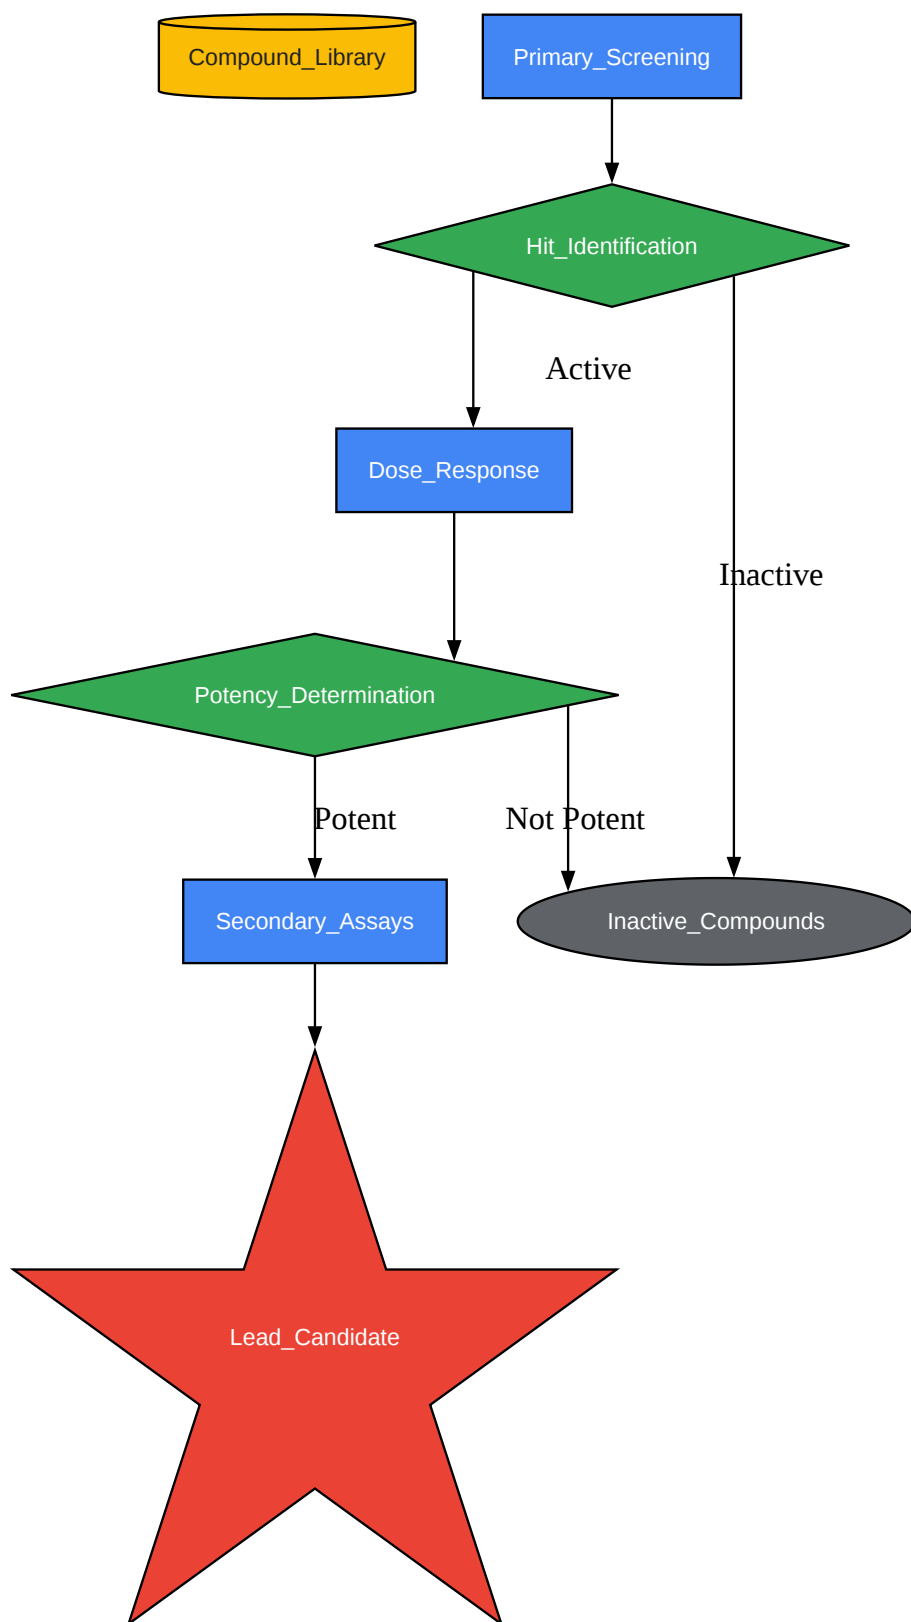 Compound_Library
Primary_Screening
Hit_Identification
Active
Dose_Response
Inactive
Potency_Determination
Potent
Not Potent
Secondary_Assays
Inactive_Compounds
Lead_Candidate